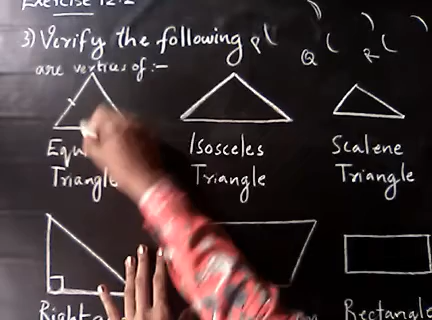 Exercise 12.2
3) Verify the following P( ) Q( ) R( )
are vertices of :-
Isosceles
Triangle
Scalene
Triangle
Triangle
Rectangle